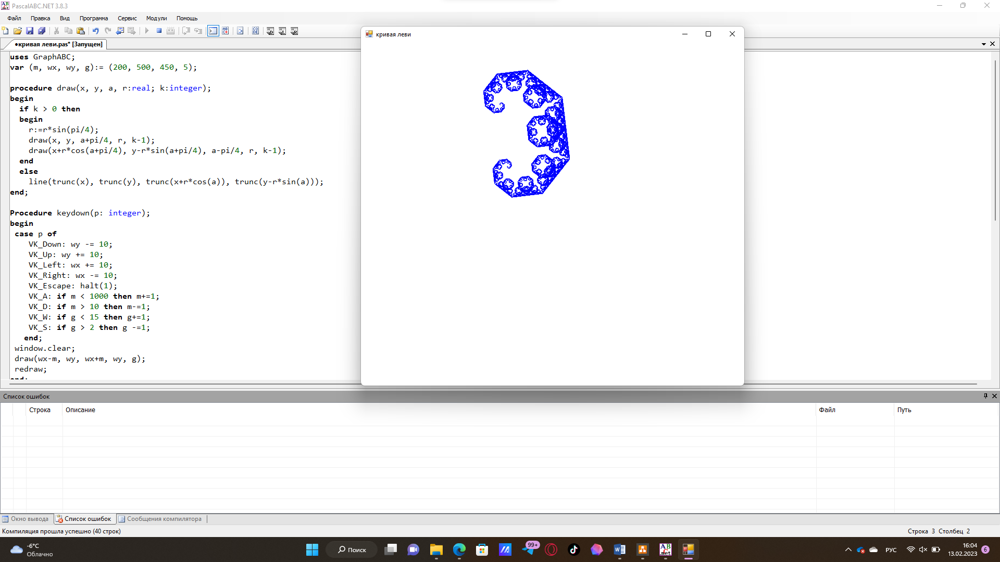 PascalABC.NET 3.8.3
Файл Правка Вид Программа Сервис Модули Помощь
•кривая леви.pas* [Запущен]
uses GraphABC;
var (m, wx, wy, g):= (200, 500, 450, 5);
procedure draw(x, y, a, r:real; k:integer);
begin
if k > 0 then
begin
r:=r*sin(pi/4);
draw(x, y, a+pi/4, r, k-1);
draw(x+r*cos(a+pi/4), y-r*sin(a+pi/4), a-pi/4, r, k-1);
end
else
line(trunc(x), trunc(y), trunc(x+r*cos(a)), trunc(y-r*sin(a)));
end;
Procedure keydown(p: integer);
begin
case p of
VK_Down: wy -= 10;
VK_Up: wy += 10;
VK_Left: wx += 10;
VK_Right: wx -= 10;
VK_Escape: halt(1);
VK_A: if m < 1000 then m+=1;
VK_D: if m > 10 then m-=1;
VK_W: if g < 15 then g+=1;
VK_S: if g > 2 then g -=1;
end;
window.clear;
draw(wx-m, wy, wx+m, wy, g);
redraw;
end;
кривая леви
Список ошибок
Строка Описание Файл Путь
Окно вывода Список ошибок Сообщения компилятора
Компиляция прошла успешно (40 строк) Строка 3 Столбец 2
-6°C
Облачно
Поиск
99+
РУС
16:04
13.02.2023
6